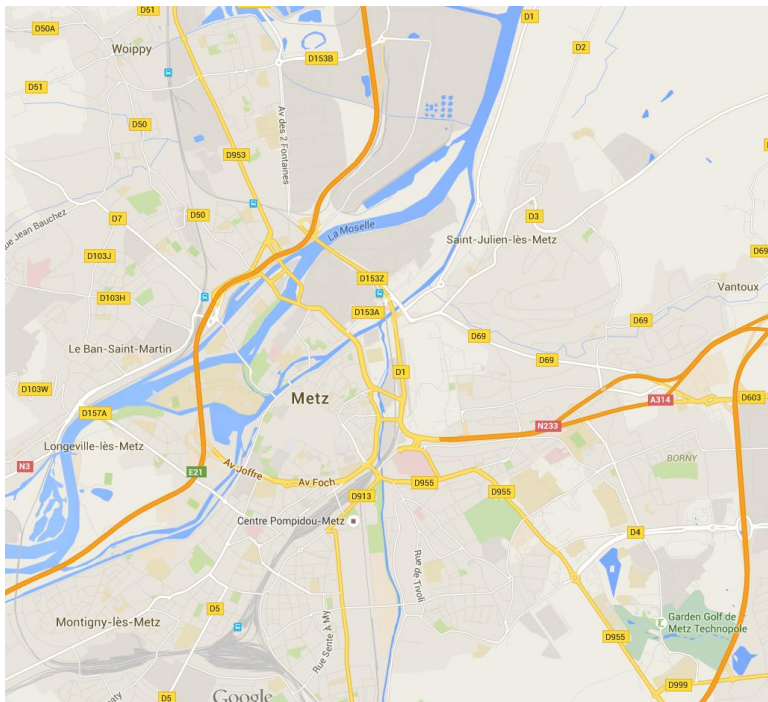 D51
D1
D50A
D2
Woippy
D153B
D51
Av des 2 Fontaines
D50
D953
D7
D50
D3
La Moselle
Saint-Julien-lès-Metz
D103J
D69
D153Z
Vantoux
D103H
D153A
D69
D69
Le Ban-Saint-Martin
D69
D1
D103W
Metz
A314
D603
D157A
N233
Longeville-lès-Metz
BORNY
N3
E21
Av Joffre
Av Foch
D955
D955
D913
Centre Pompidou-Metz
D4
Rue de Tivoli
D5
Garden Golf de
Metz Technopole
Montigny-lès-Metz
D955
Rue Sente À My
D999
D5
Google